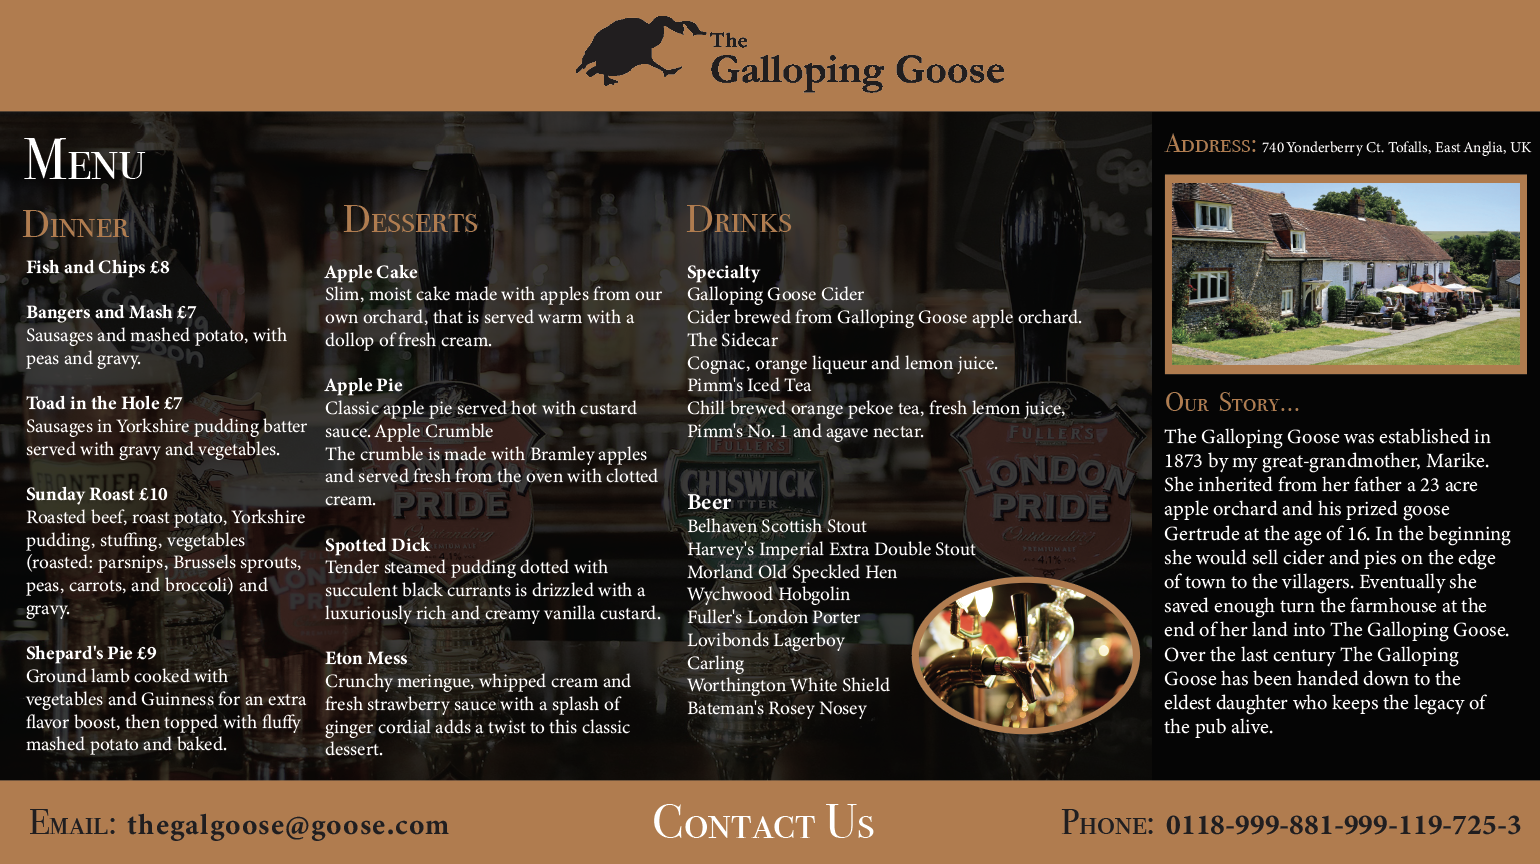 The
Galloping Goose
Menu
Dinner
Fish and Chips £8
Bangers and Mash £7
Sausages and mashed potato, with
peas and gravy.
Toad in the Hole £7
Sausages in Yorkshire pudding batter
served with gravy and vegetables.
Sunday Roast £10
Roasted beef, roast potato, Yorkshire
pudding, stuffing, vegetables
(roasted: parsnips, Brussels sprouts,
peas, carrots, and broccoli) and
gravy.
Shepard's Pie £9
Ground lamb cooked with
vegetables and Guinness for an extra
flavor boost, then topped with fluffy
mashed potato and baked.
Desserts
Apple Cake
Slim, moist cake made with apples from our
own orchard, that is served warm with a
dollop of fresh cream.
Apple Pie
Classic apple pie served hot with custard
sauce. Apple Crumble
The crumble is made with Bramley apples
and served fresh from the oven with clotted
cream.
Spotted Dick
Tender steamed pudding dotted with
succulent black currants is drizzled with a
luxuriously rich and creamy vanilla custard.
Eton Mess
Crunchy meringue, whipped cream and
fresh strawberry sauce with a splash of
ginger cordial adds a twist to this classic
dessert.
Drinks
Specialty
Galloping Goose Cider
Cider brewed from Galloping Goose apple orchard.
The Sidecar
Cognac, orange liqueur and lemon juice.
Pimm's Iced Tea
Chill brewed orange pekoe tea, fresh lemon juice,
Pimm's No. 1 and agave nectar.
Beer
Belhaven Scottish Stout
Harvey's Imperial Extra Double Stout
Morland Old Speckled Hen
Wychwood Hobgolin
Fuller's London Porter
Lovibonds Lagerboy
Carling
Worthington White Shield
Bateman's Rosey Nosey
LONDON
PRIDE
FULLER'S
CHISWICK
BITTER
FULLER'S
LONDON
PRIDE
Outstanding
PREMIUM ALE
Address: 740 Yonderberry Ct. Tofalls, East Anglia, UK
Our Story...
The Galloping Goose was established in
1873 by my great-grandmother, Marike.
She inherited from her father a 23 acre
apple orchard and his prized goose
Gertrude at the age of 16. In the beginning
she would sell cider and pies on the edge
of town to the villagers. Eventually she
saved enough turn the farmhouse at the
end of her land into The Galloping Goose.
Over the last century The Galloping
Goose has been handed down to the
eldest daughter who keeps the legacy of
the pub alive.
Email: thegalgoose@goose.com
Contact Us
Phone: 0118-999-881-999-119-725-3